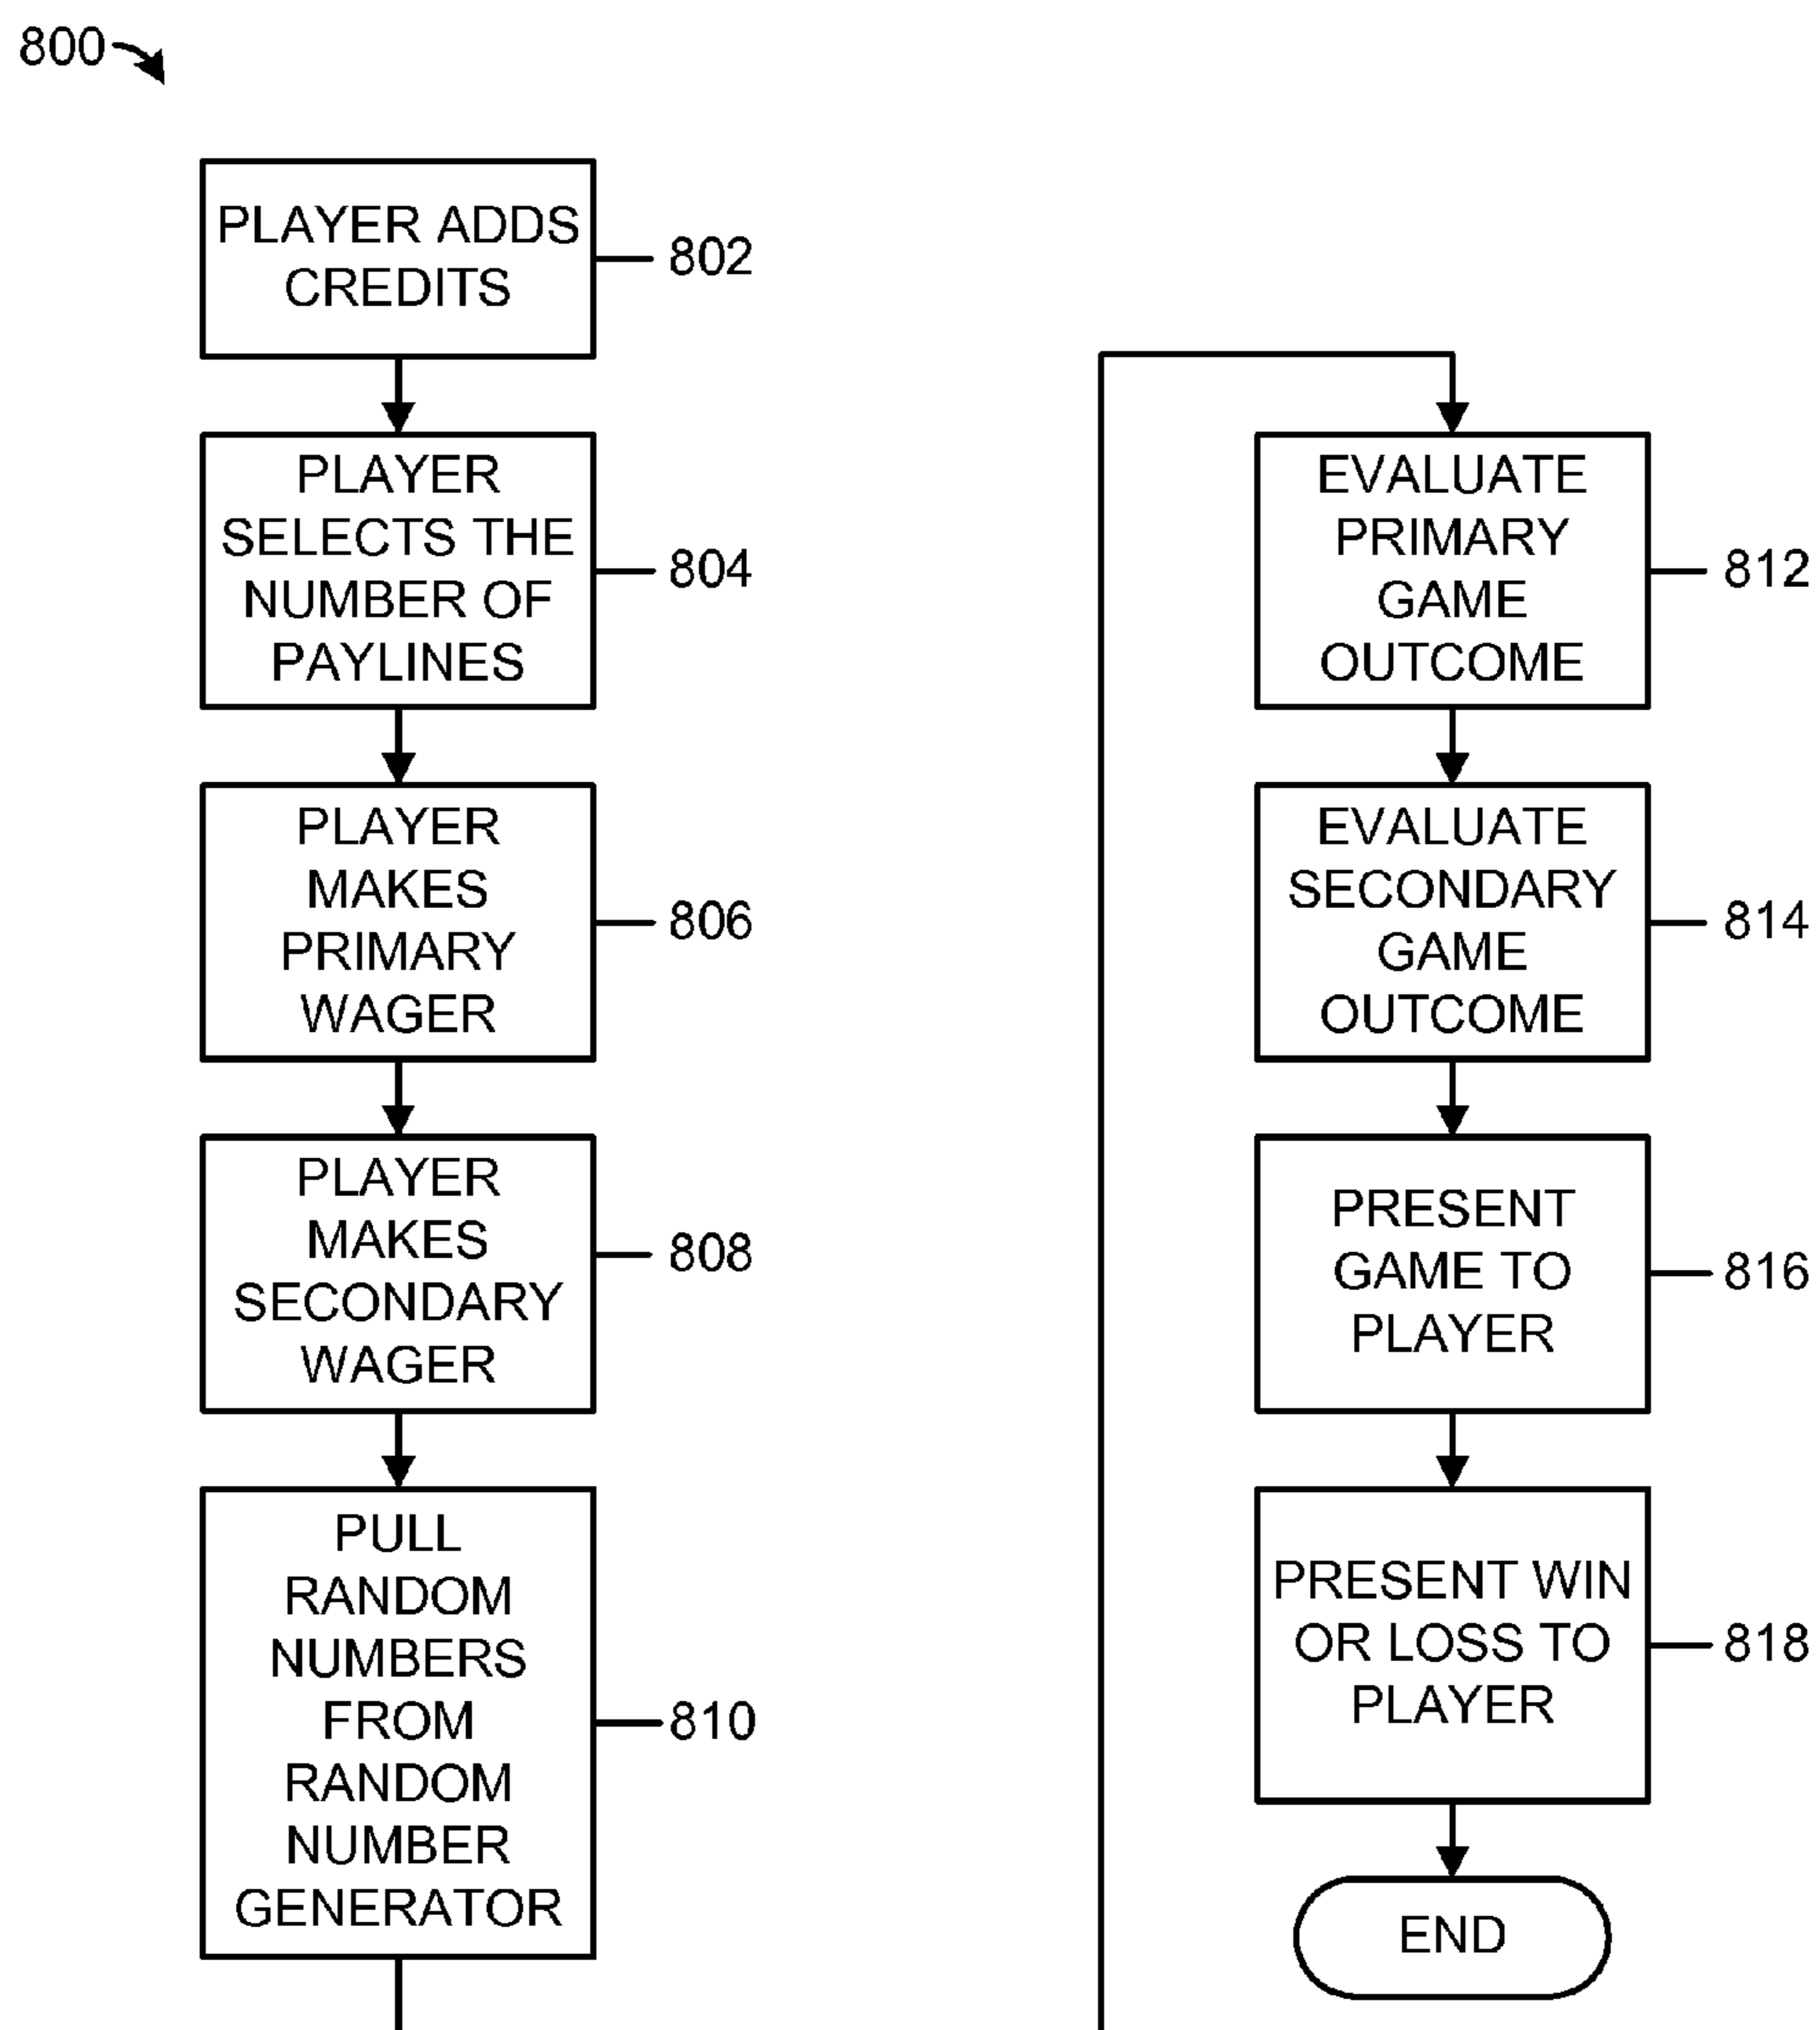 800
PLAYER ADDS
CREDITS
802
PLAYER
SELECTS THE
NUMBER OF
PAYLINES
804
PLAYER
MAKES
PRIMARY
WAGER
806
PLAYER
MAKES
SECONDARY
WAGER
808
PULL
RANDOM
NUMBERS
FROM
RANDOM
NUMBER
GENERATOR
810
EVALUATE
PRIMARY
GAME
OUTCOME
812
EVALUATE
SECONDARY
GAME
OUTCOME
814
PRESENT
GAME TO
PLAYER
816
PRESENT WIN
OR LOSS TO
PLAYER
818
END